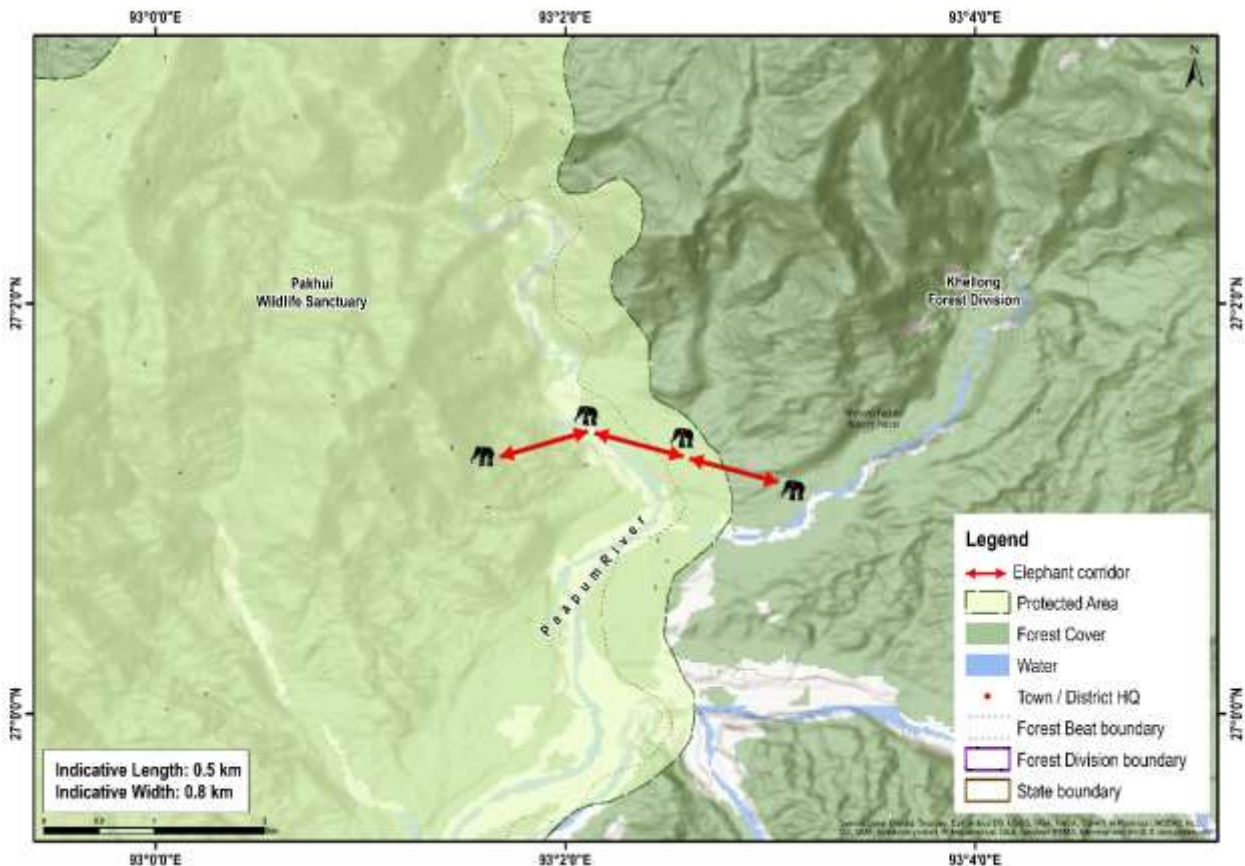 93°0'0"E
93°2'0"E
93°4'0"E
N
27°2'0"N
27°2'0"N
Pakhui
Wildlife Sanctuary
Khellong
Forest Division
PaapumRiver
Legend
Elephant corridor
Protected Area
Forest Cover
Water
Town / District HQ
Forest Beat boundary
Forest Division boundary
State boundary
27°0'0"N
27°0'0"N
Indicative Length: 0.5 km
Indicative Width: 0.8 km
93°0'0"E
93°2'0"E
93°4'0"E